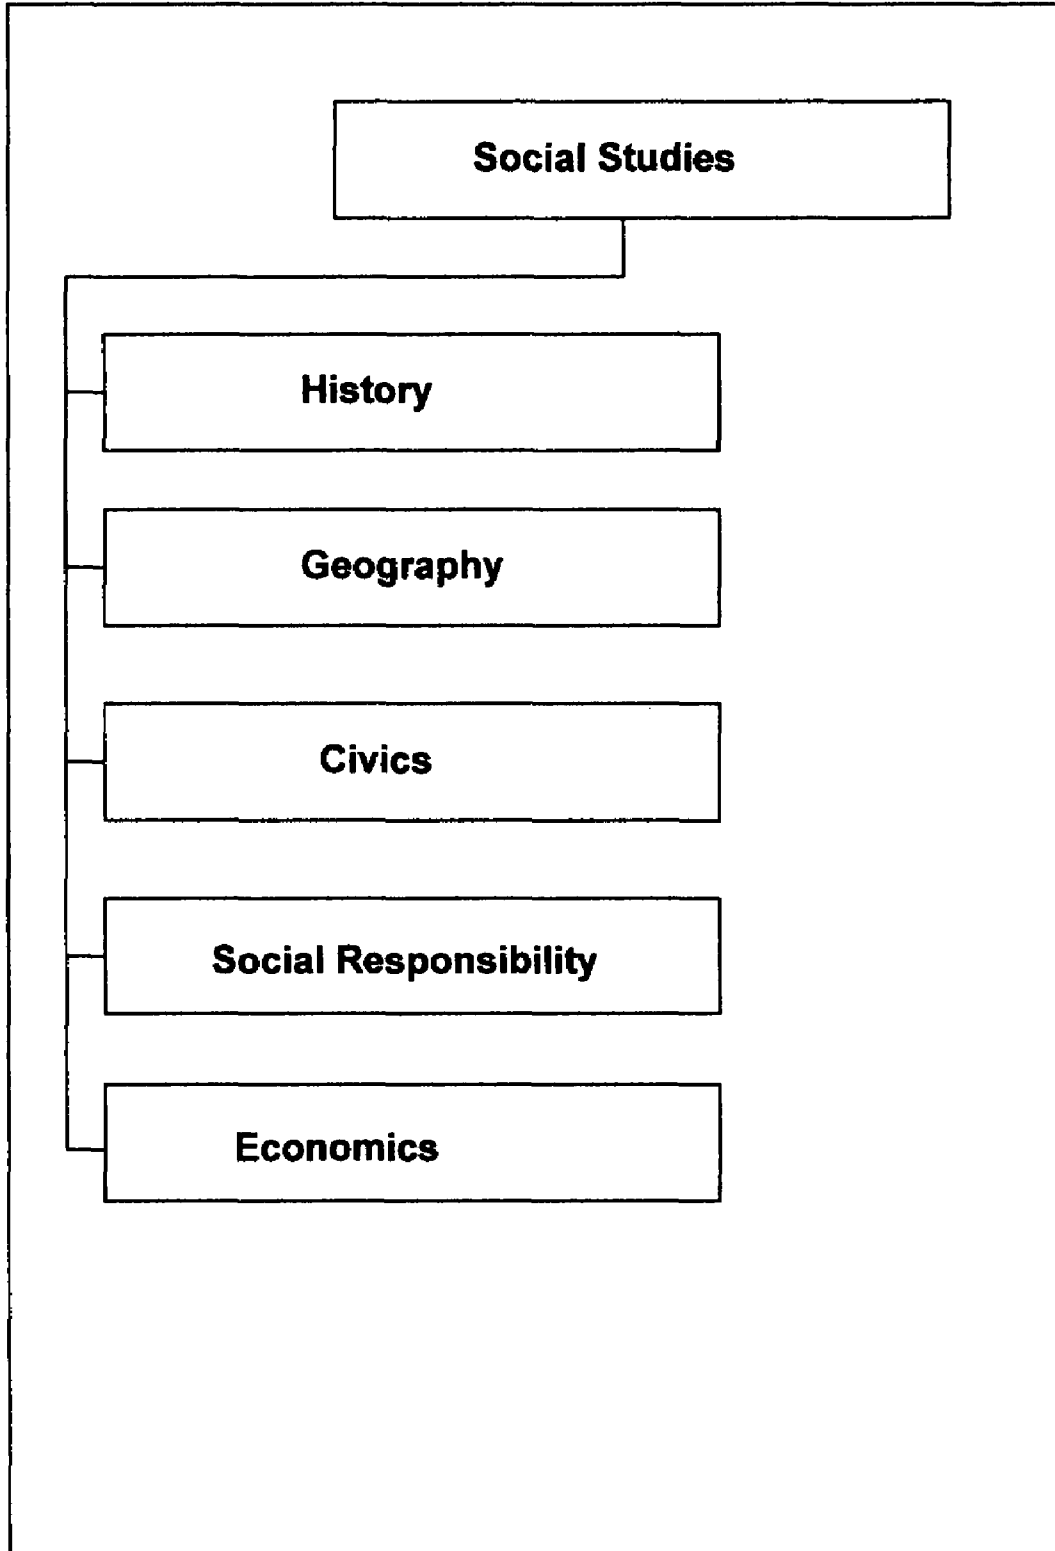 Social Studies
History
Geography
Civics
Social Responsibility
Economics